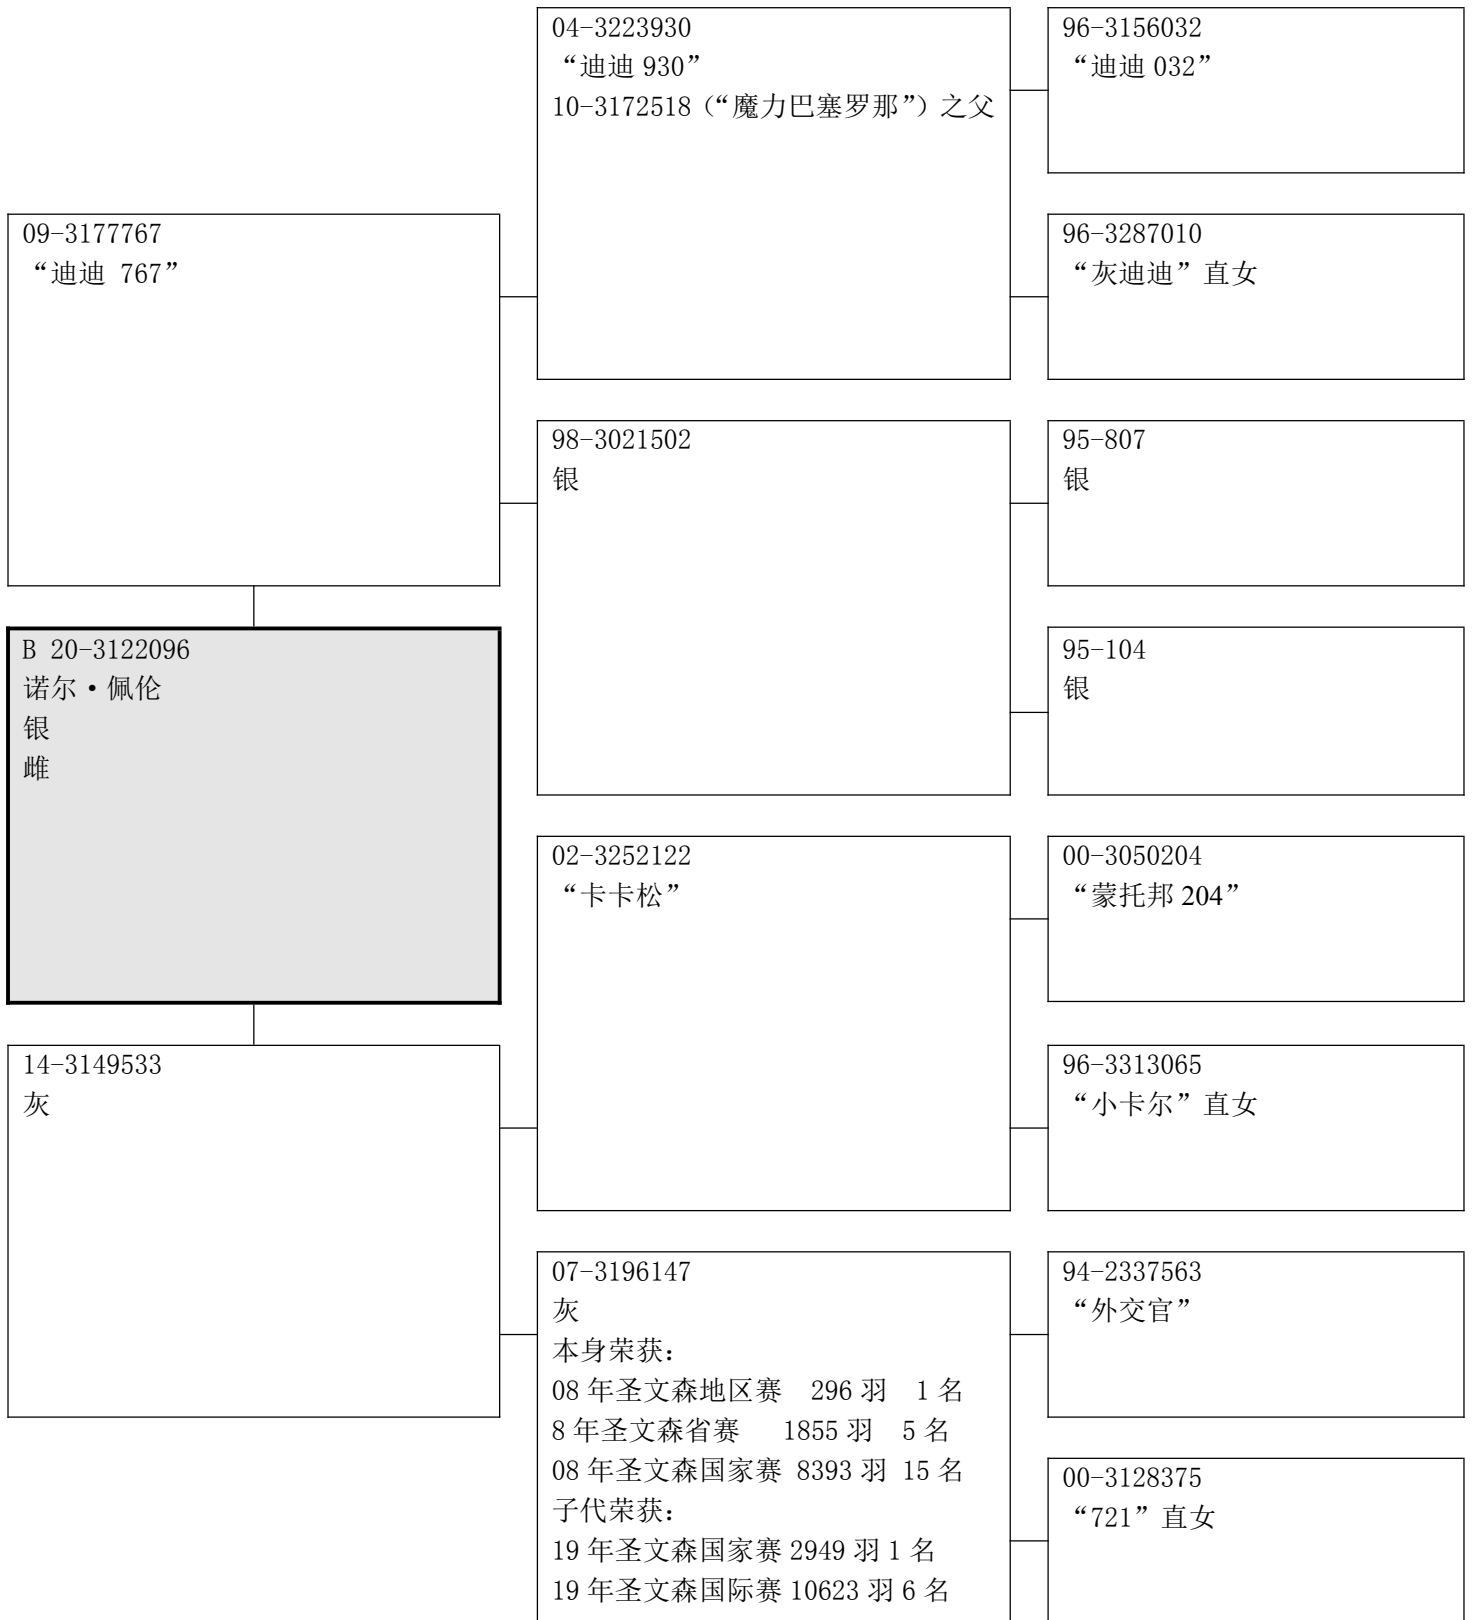 04-3223930
“迪迪 930”
10-3172518（“魔力巴塞罗那”）之父
96-3156032
“迪迪 032”
09-3177767
“迪迪 767”
96-3287010
“灰迪迪”直女
98-3021502
银
95-807
银
B 20-3122096
诺尔·佩伦
银
雌
95-104
银
02-3252122
“卡卡松”
00-3050204
“蒙托邦 204”
14-3149533
灰
96-3313065
“小卡尔”直女
07-3196147
灰
本身荣获：
08 年圣文森地区赛 296 羽 1 名
8 年圣文森省赛 1855 羽 5 名
08 年圣文森国家赛 8393 羽 15 名
子代荣获：
19 年圣文森国家赛 2949 羽 1 名
19 年圣文森国际赛 10623 羽 6 名
94-2337563
“外交官”
00-3128375
“721”直女